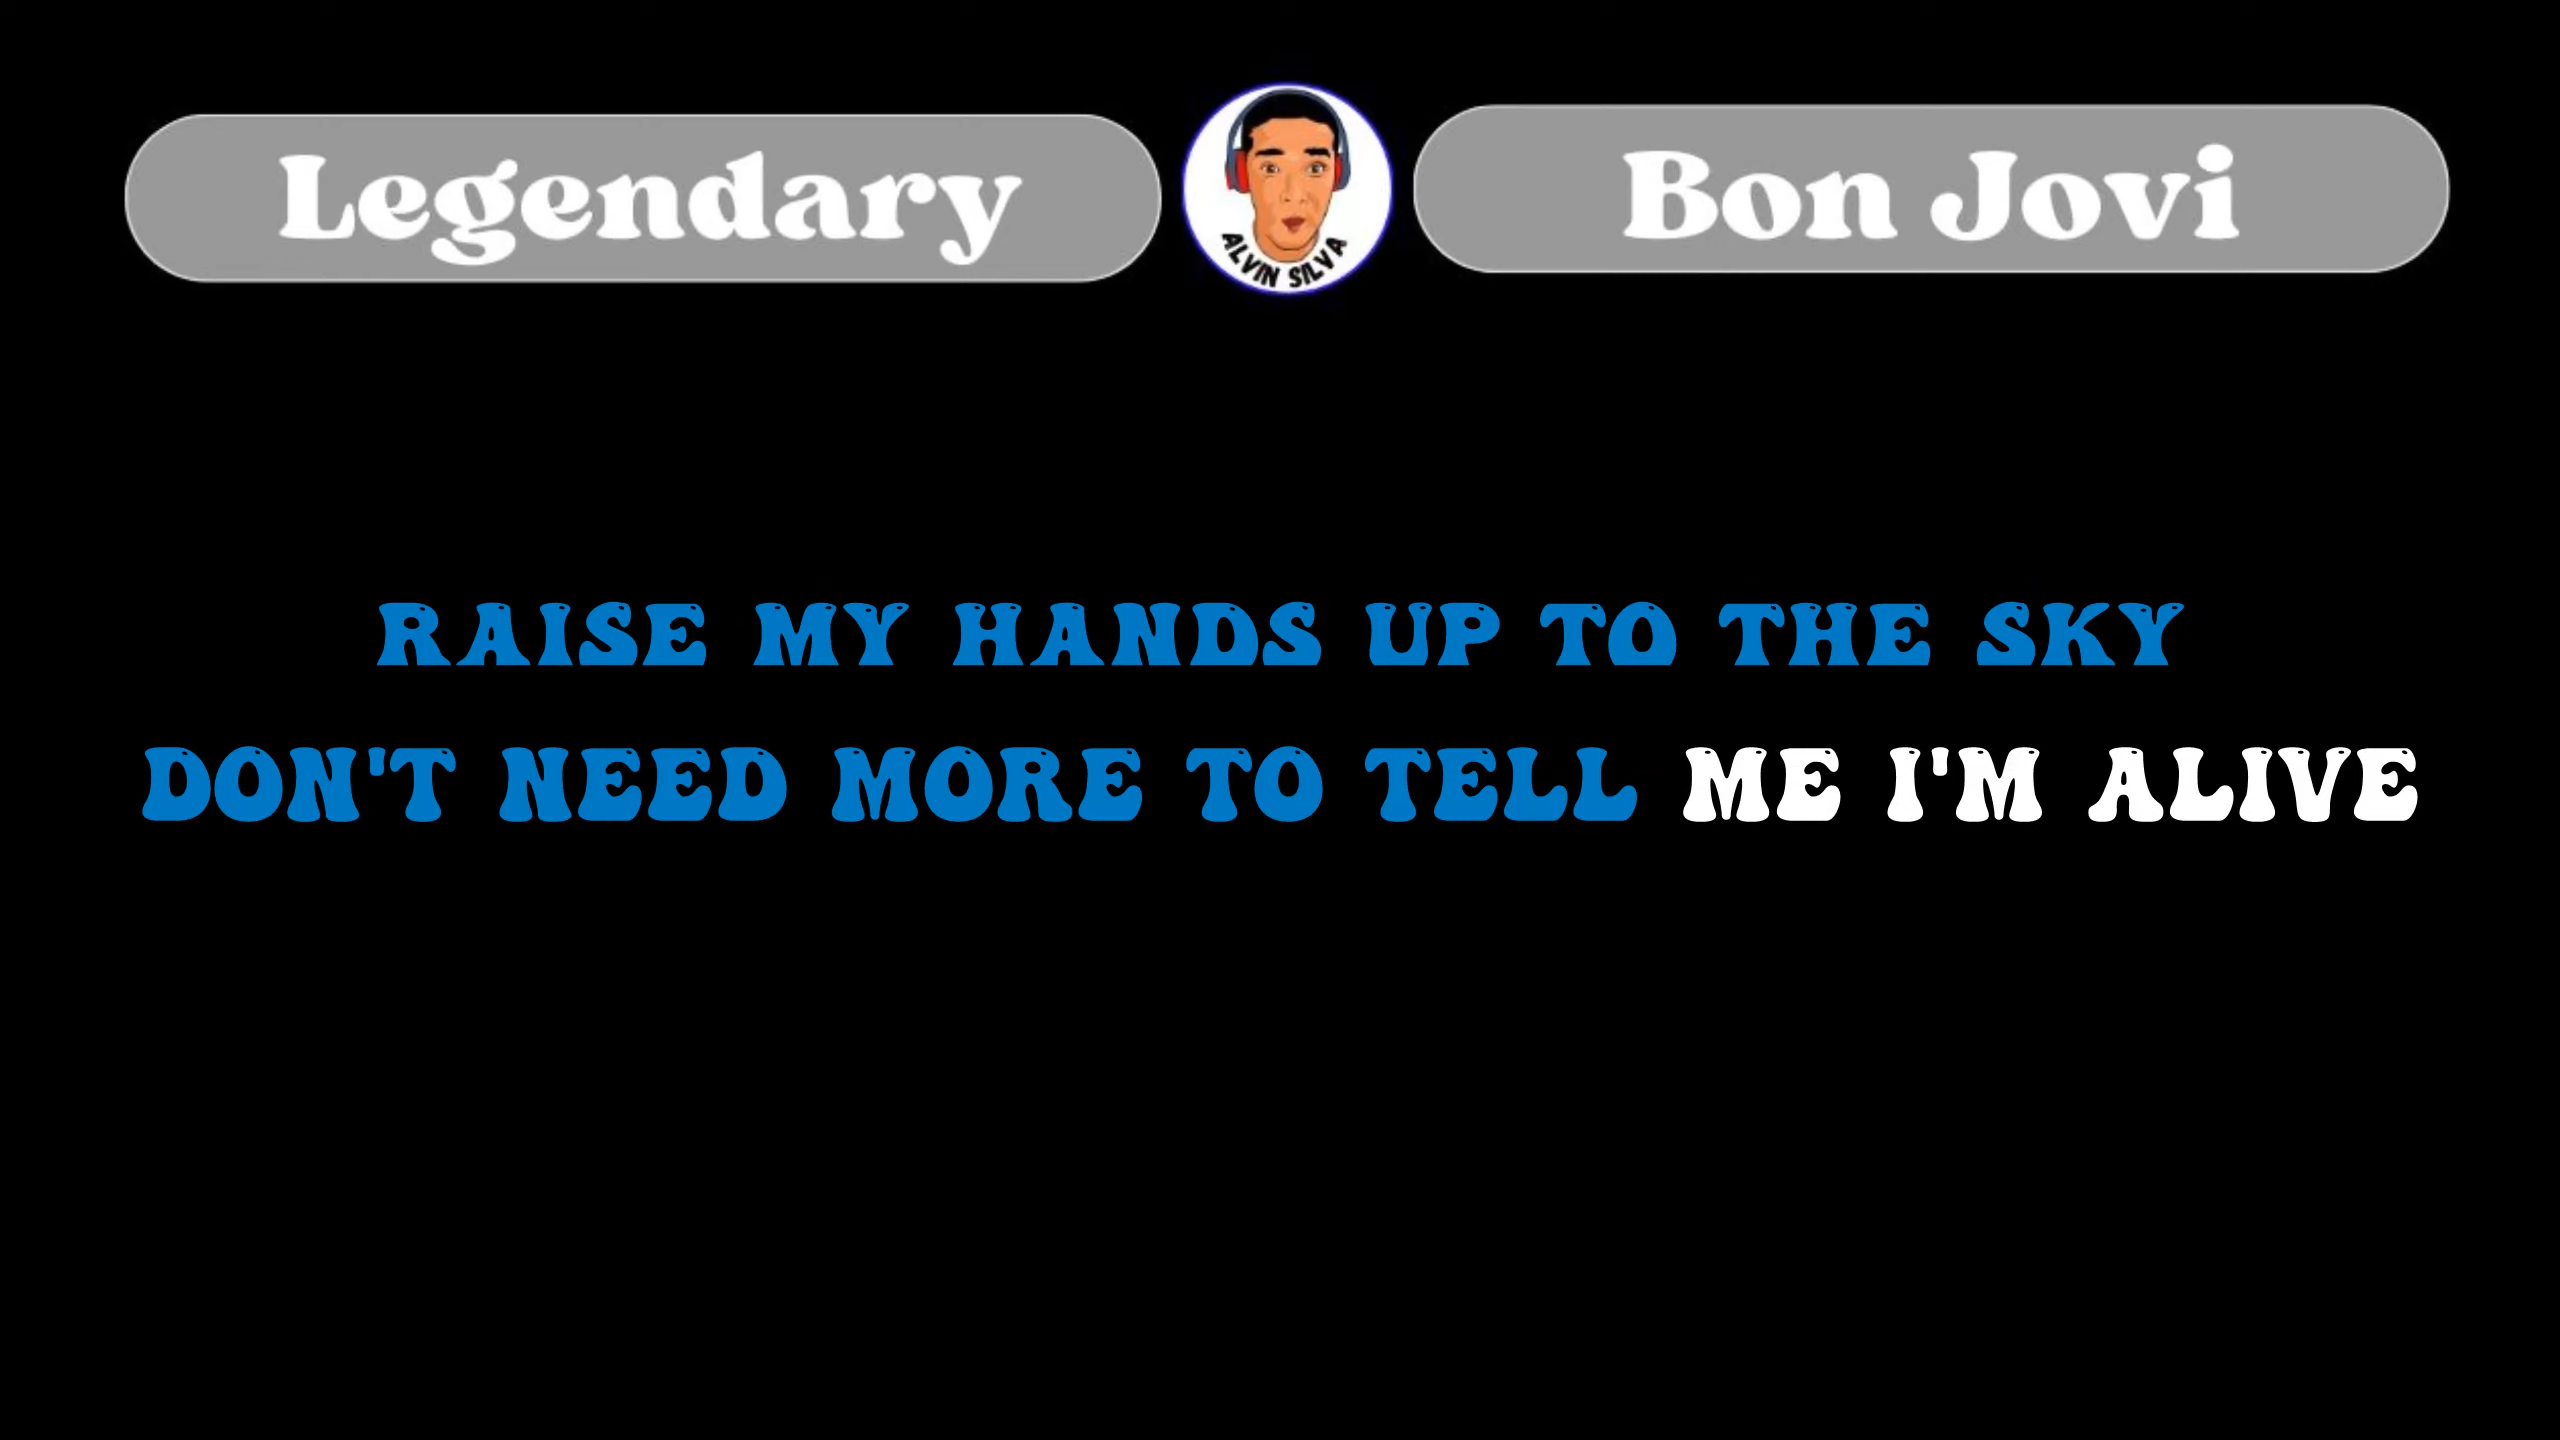 Legendary
ALVIN SILVA
Bon Jovi
RAISE MY HANDS UP TO THE SKY
DON'T NEED MORE TO TELL ME I'M ALIVE